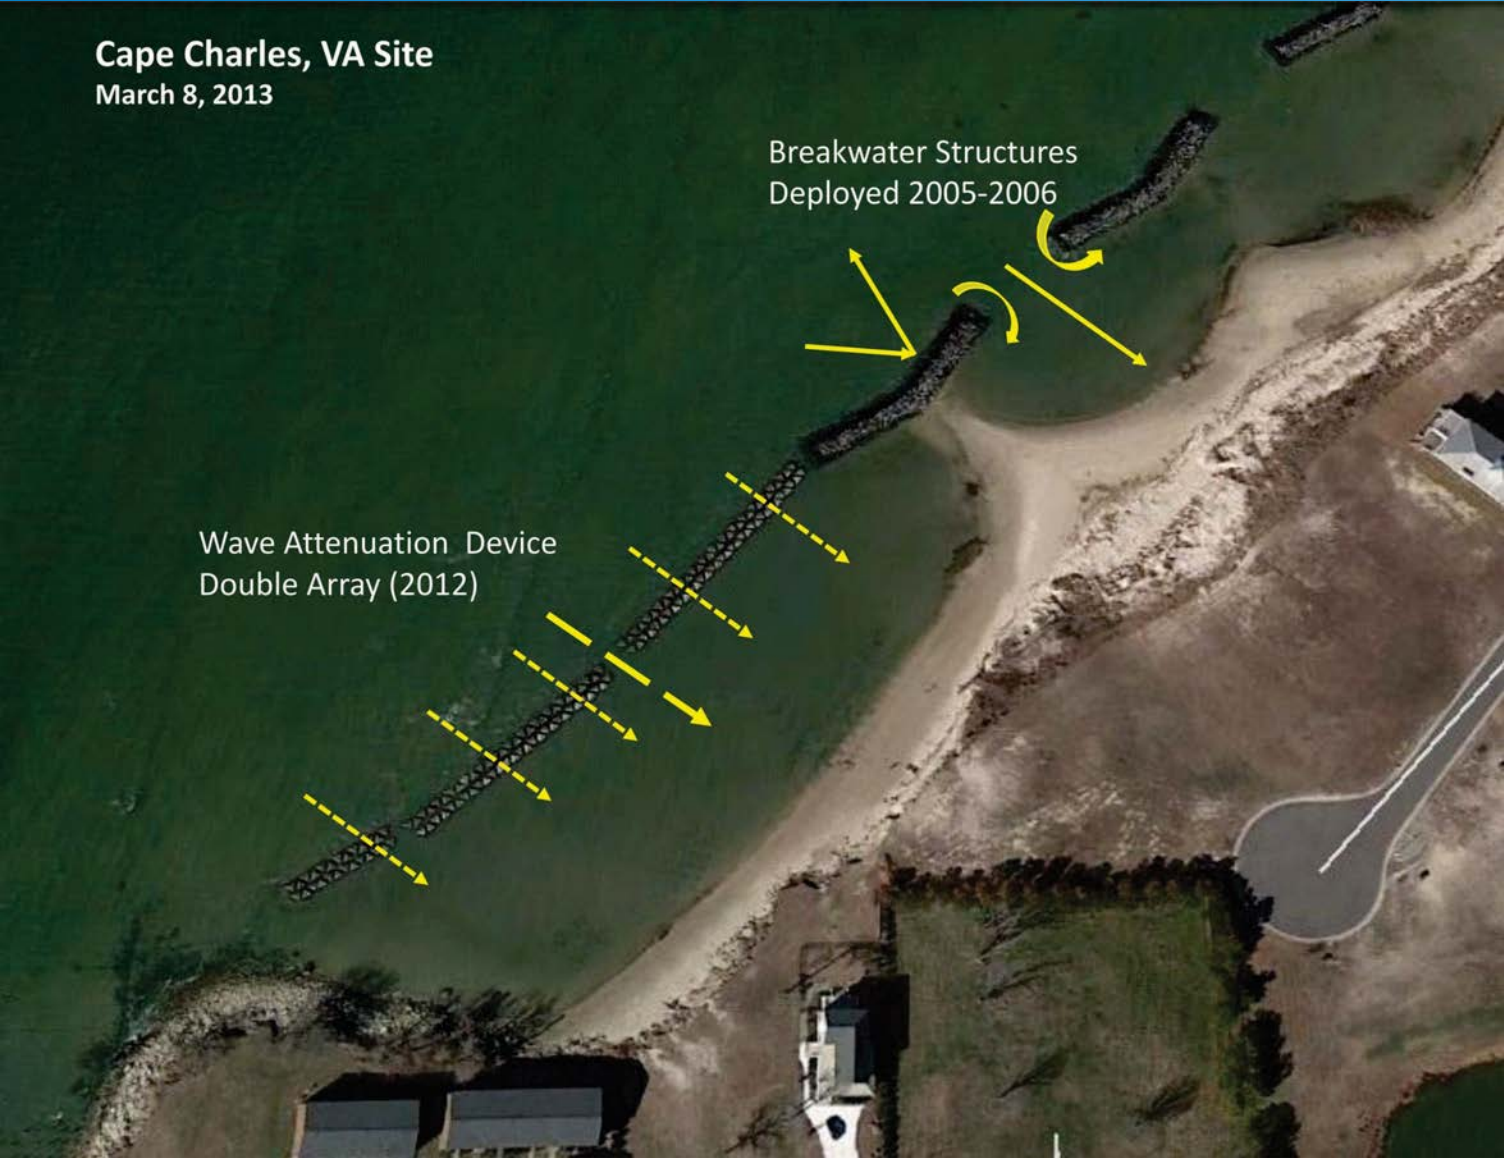 Cape Charles, VA Site
March 8, 2013
Breakwater Structures
Deployed 2005-2006
Wave Attenuation  Device
Double Array (2012)